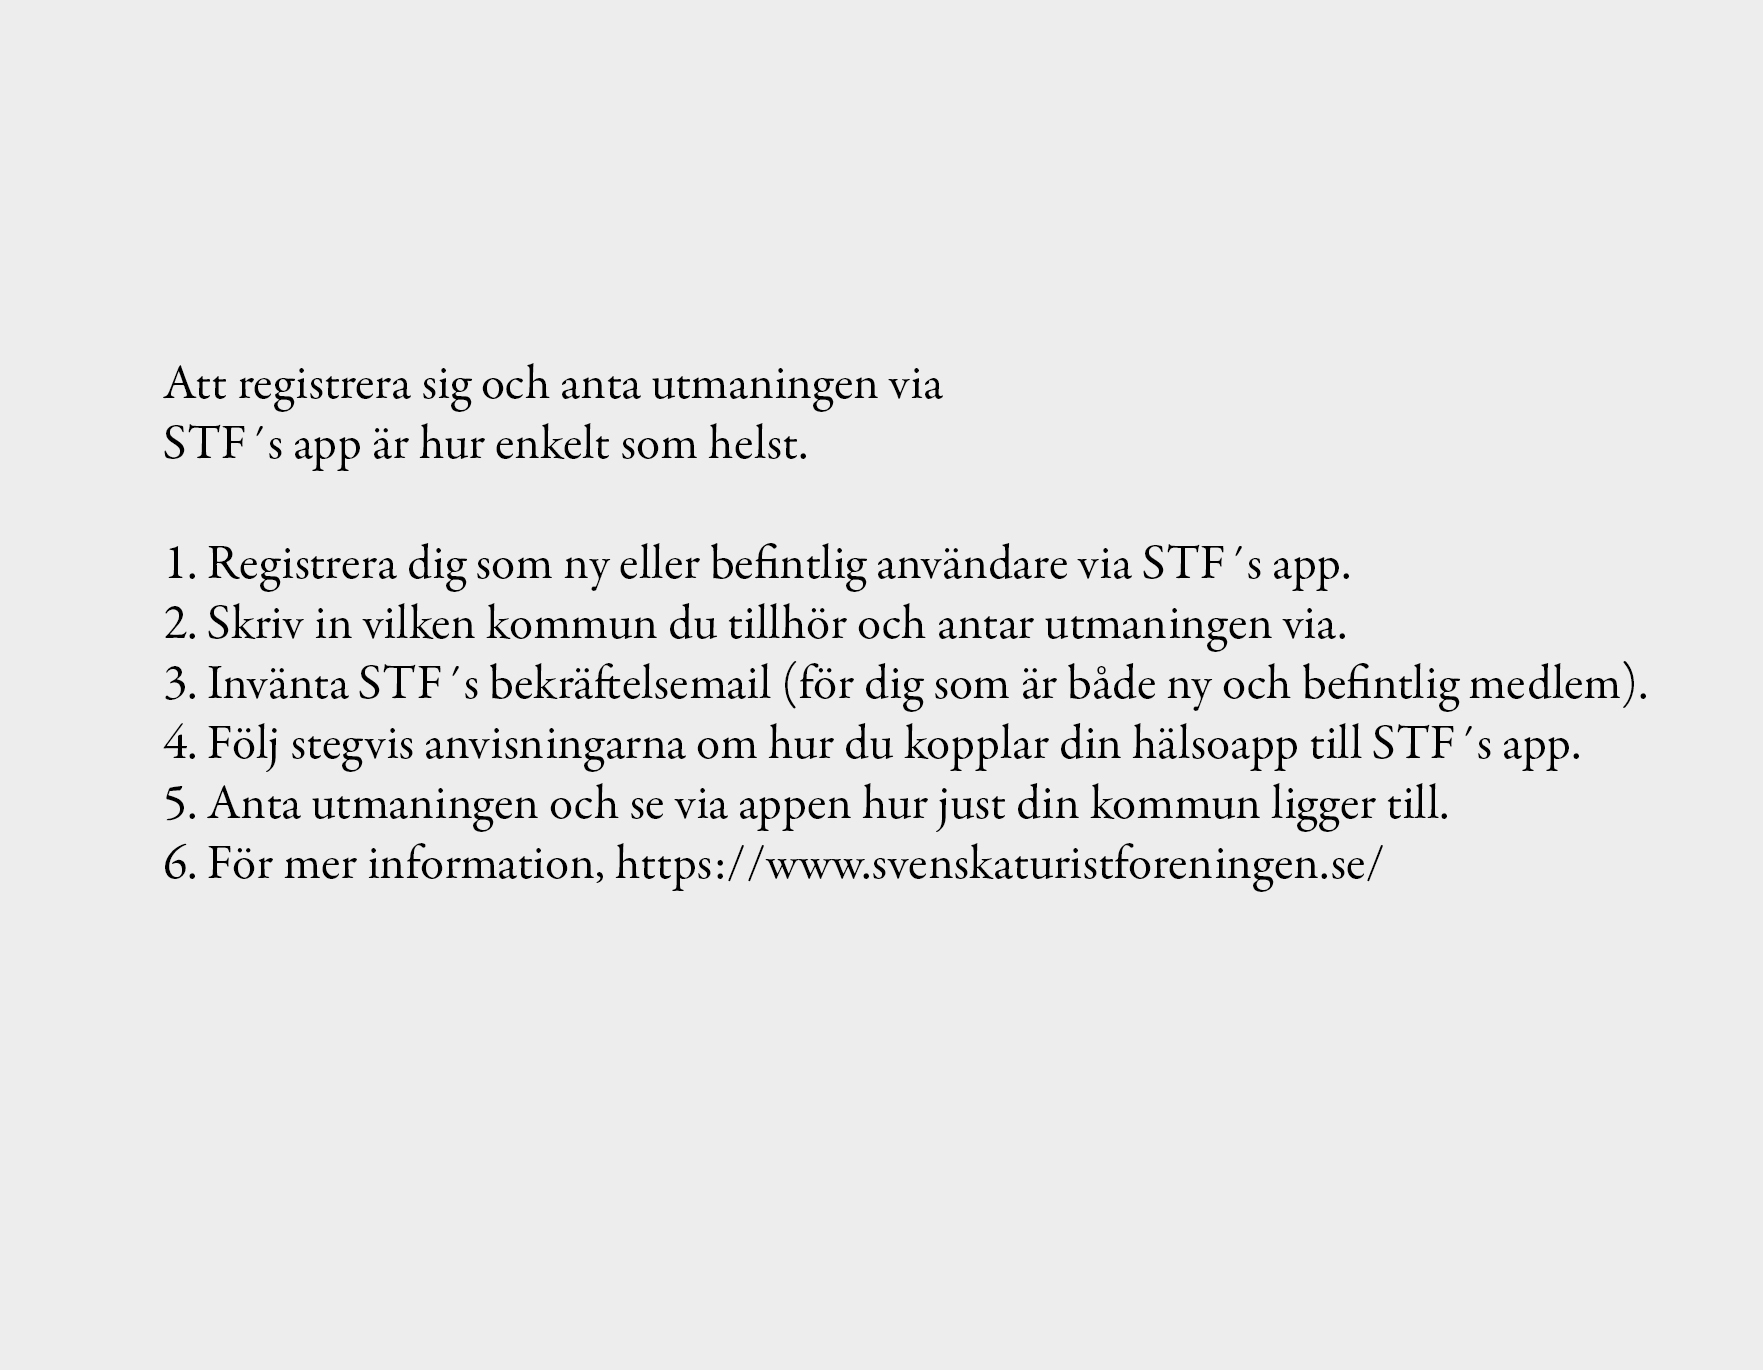 Att registrera sig och anta utmaningen via
STF´s app är hur enkelt som helst.
1. Registrera dig som ny eller befintlig användare via STF´s app.
2. Skriv in vilken kommun du tillhör och antar utmaningen via.
3. Invänta STF´s bekräftelsemail (för dig som är både ny och befintlig medlem).
4. Följ stegvis anvisningarna om hur du kopplar din hälsoapp till STF´s app.
5. Anta utmaningen och se via appen hur just din kommun ligger till.
6. För mer information, https://www.svenskaturistforeningen.se/